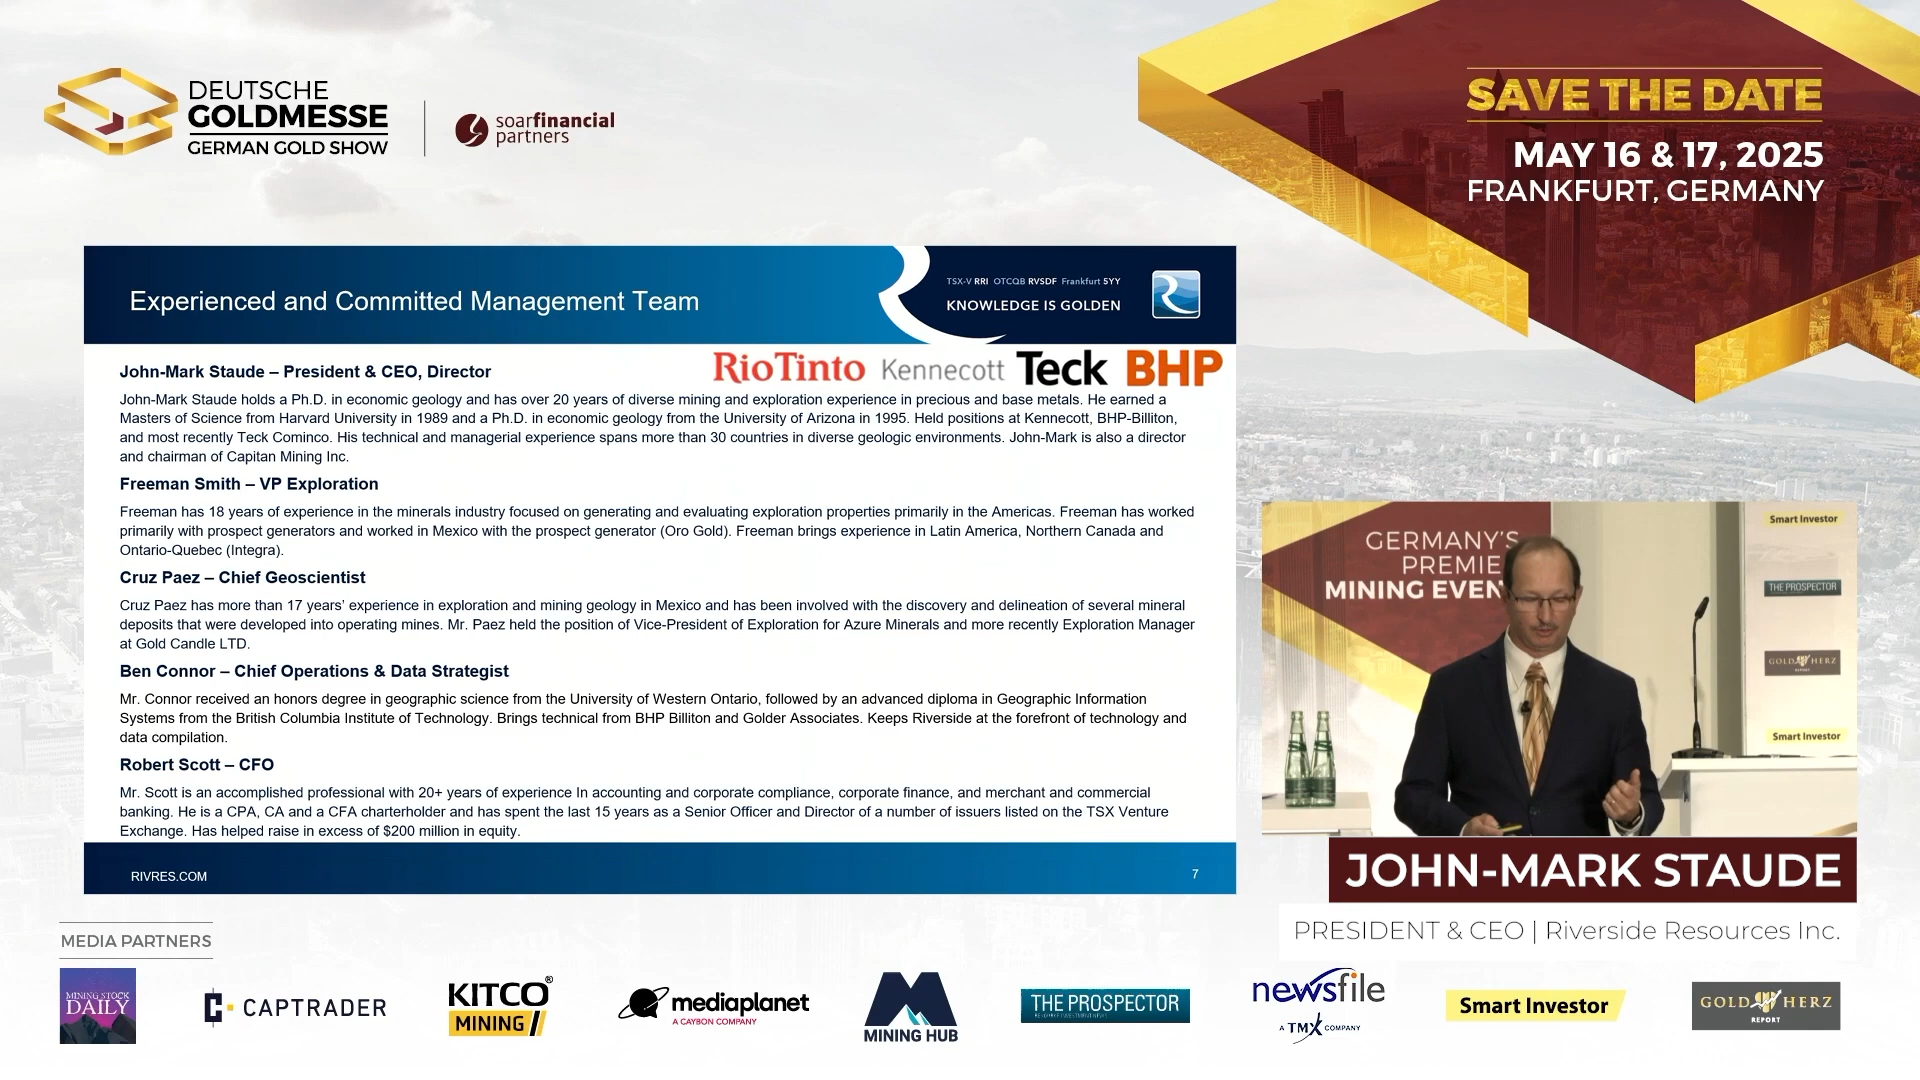 DEUTSCHE
GOLDMESSE
GERMAN GOLD SHOW
soarfinancial
partners
SAVE THE DATE
MAY 16 & 17, 2025
FRANKFURT, GERMANY
Experienced and Committed Management Team
TSX-V RRI OTCQB RVSDF Frankfurt 5YY
KNOWLEDGE IS GOLDEN
RioTinto Kennecott Teck BHP
John-Mark Staude – President & CEO, Director
John-Mark Staude holds a Ph.D. in economic geology and has over 20 years of diverse mining and exploration experience in precious and base metals. He earned a
Masters of Science from Harvard University in 1989 and a Ph.D. in economic geology from the University of Arizona in 1995. Held positions at Kennecott, BHP-Billiton,
and most recently Teck Cominco. His technical and managerial experience spans more than 30 countries in diverse geologic environments. John-Mark is also a director
and chairman of Capitan Mining Inc.
Freeman Smith – VP Exploration
Freeman has 18 years of experience in the minerals industry focused on generating and evaluating exploration properties primarily in the Americas. Freeman has worked
primarily with prospect generators and worked in Mexico with the prospect generator (Oro Gold). Freeman brings experience in Latin America, Northern Canada and
Ontario-Quebec (Integra).
Cruz Paez – Chief Geoscientist
Cruz Paez has more than 17 years’ experience in exploration and mining geology in Mexico and has been involved with the discovery and delineation of several mineral
deposits that were developed into operating mines. Mr. Paez held the position of Vice-President of Exploration for Azure Minerals and more recently Exploration Manager
at Gold Candle LTD.
Ben Connor – Chief Operations & Data Strategist
Mr. Connor received an honors degree in geographic science from the University of Western Ontario, followed by an advanced diploma in Geographic Information
Systems from the British Columbia Institute of Technology. Brings technical from BHP Billiton and Golder Associates. Keeps Riverside at the forefront of technology and
data compilation.
Robert Scott – CFO
Mr. Scott is an accomplished professional with 20+ years of experience In accounting and corporate compliance, corporate finance, and merchant and commercial
banking. He is a CPA, CA and a CFA charterholder and has spent the last 15 years as a Senior Officer and Director of a number of issuers listed on the TSX Venture
Exchange. Has helped raise in excess of $200 million in equity.
RIVRES.COM
7
GERMANY'S
PREMIE
MINING EVEN
Smart Investor
THE PROSPECTOR
GOLD HERZ
REPORT
Smart Investor
JOHN-MARK STAUDE
PRESIDENT & CEO | Riverside Resources Inc.
MEDIA PARTNERS
MINING STOCK
DAILY
CAPTRADER
KITCO®
MINING
mediaplanet
A CAYBON COMPANY
MINING HUB
THE PROSPECTOR
newsfile
A TMX COMPANY
Smart Investor
GOLD HERZ
REPORT